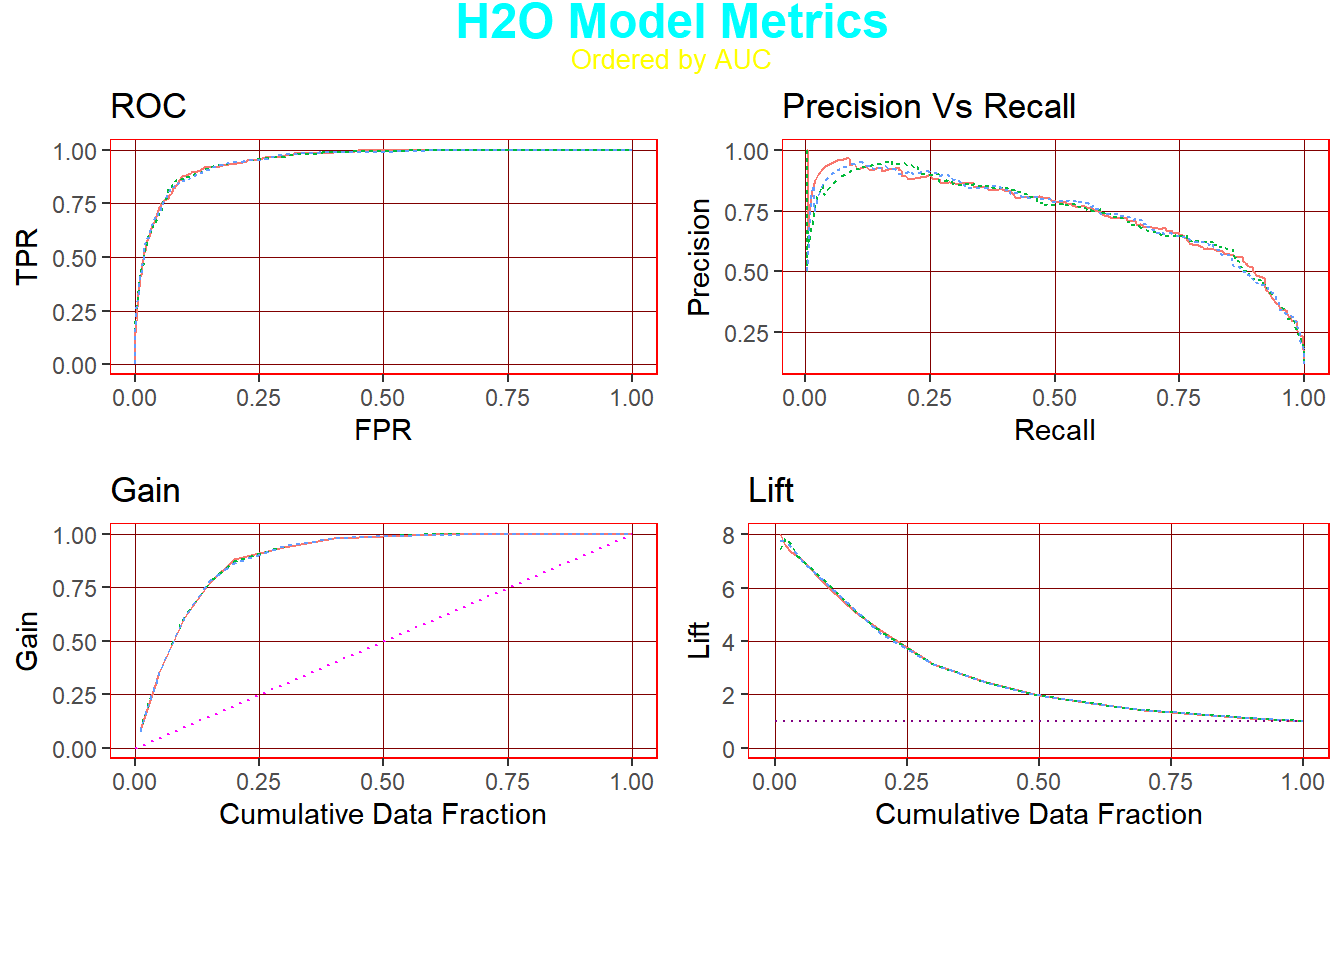 H2O Model Metrics
Ordered by AUC
ROC
1.00
0.75
0.50
0.25
0.00
TPR
0.00 0.25 0.50 0.75 1.00
FPR
Precision Vs Recall
1.00
0.75
0.50
0.25
Precision
0.00 0.25 0.50 0.75 1.00
Recall
Gain
1.00
0.75
0.50
0.25
0.00
Gain
0.00 0.25 0.50 0.75 1.00
Cumulative Data Fraction
Lift
8
6
4
2
0
Lift
0.00 0.25 0.50 0.75 1.00
Cumulative Data Fraction